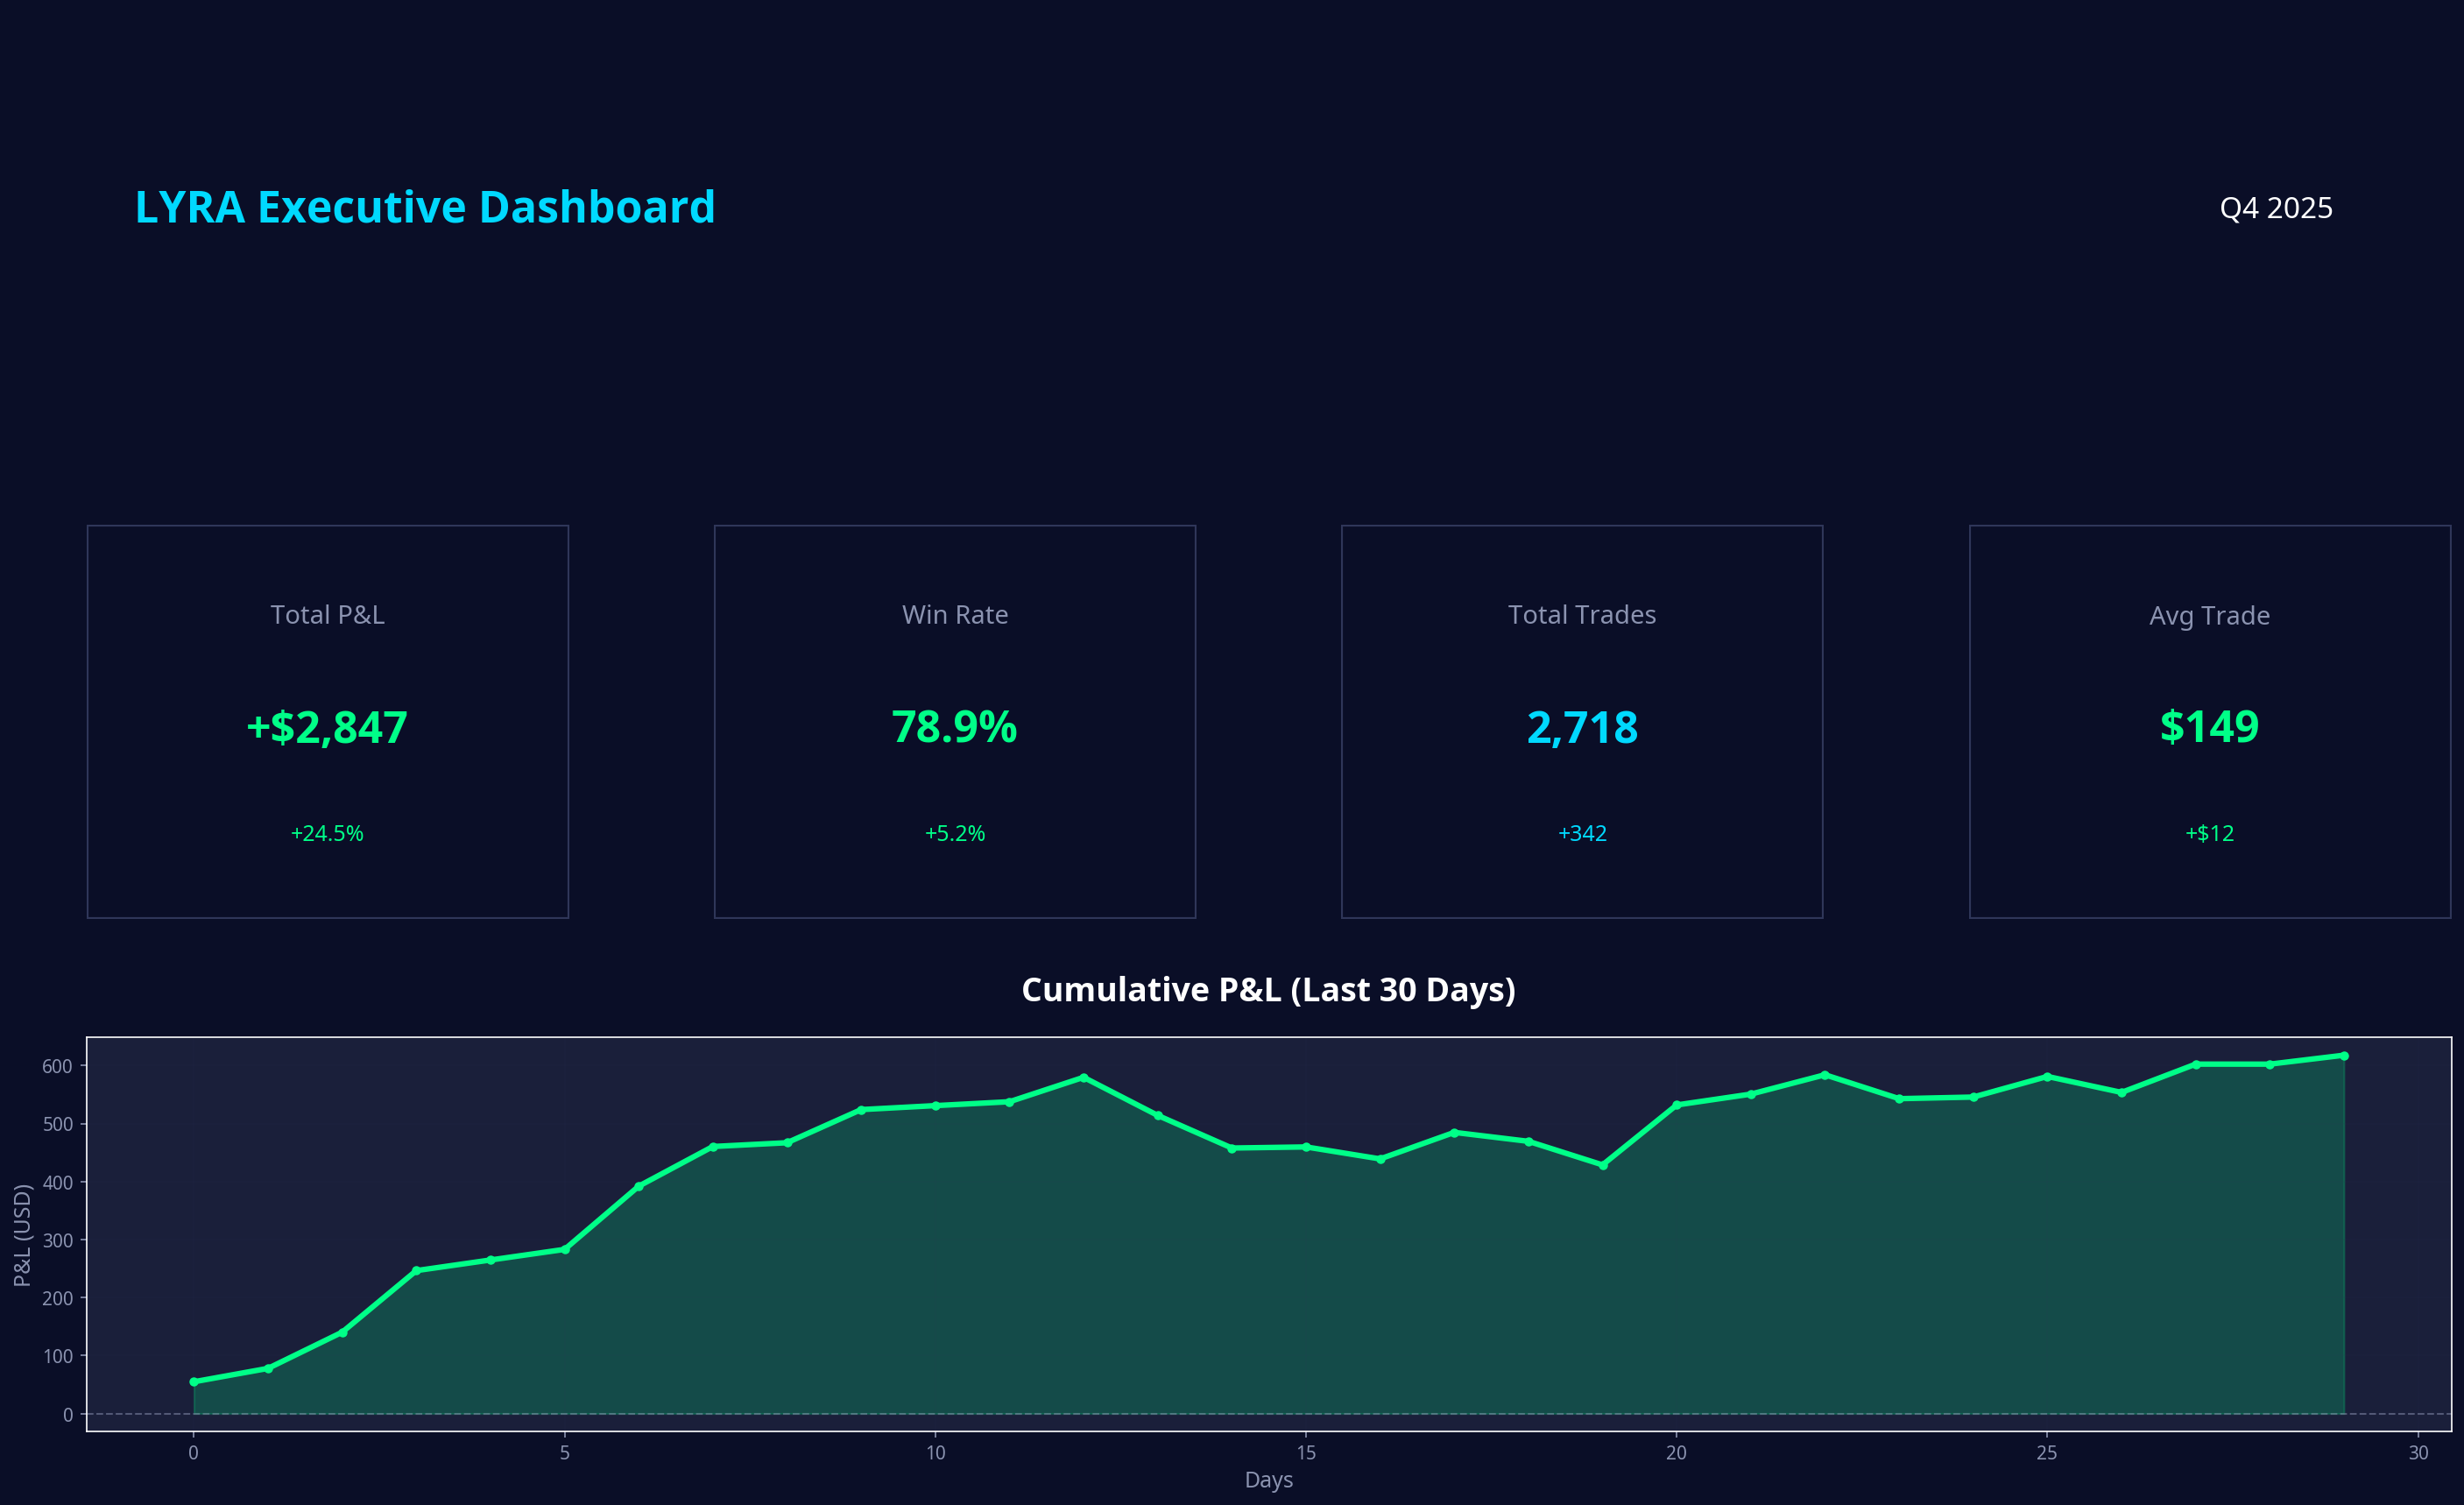 LYRA Executive Dashboard
Q4 2025
Total P&L
+$2,847
+24.5%
Win Rate
78.9%
+5.2%
Total Trades
2,718
+342
Avg Trade
$149
+$12
Cumulative P&L (Last 30 Days)
P&L (USD)
600
500
400
300
200
100
0
0 5 10 15 20 25 30
Days